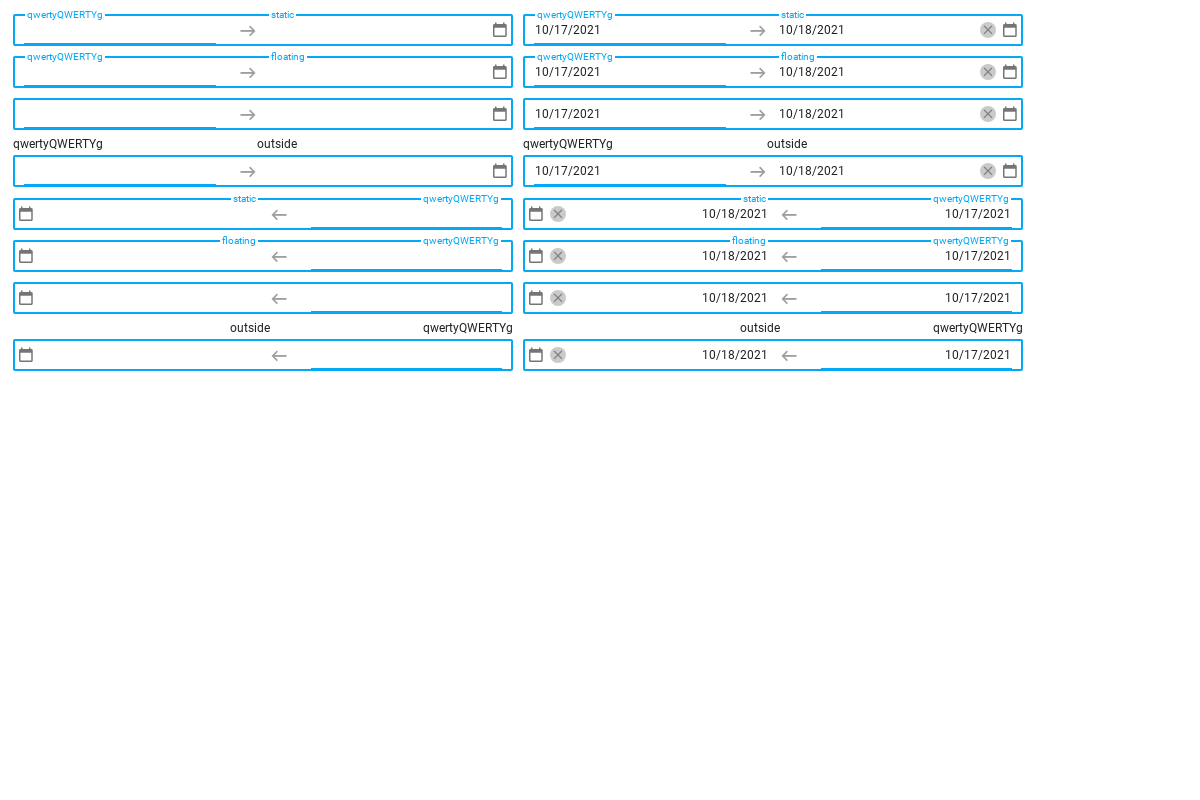 qwertyQWERTYg static qwertyQWERTYg static
10/17/2021 10/18/2021
qwertyQWERTYg floating qwertyQWERTYg floating
10/17/2021 10/18/2021
10/17/2021 10/18/2021
qwertyQWERTYg outside qwertyQWERTYg outside
10/17/2021 10/18/2021
static qwertyQWERTYg static qwertyQWERTYg
10/18/2021 10/17/2021
floating qwertyQWERTYg floating qwertyQWERTYg
10/18/2021 10/17/2021
10/18/2021 10/17/2021
outside qwertyQWERTYg outside qwertyQWERTYg
10/18/2021 10/17/2021